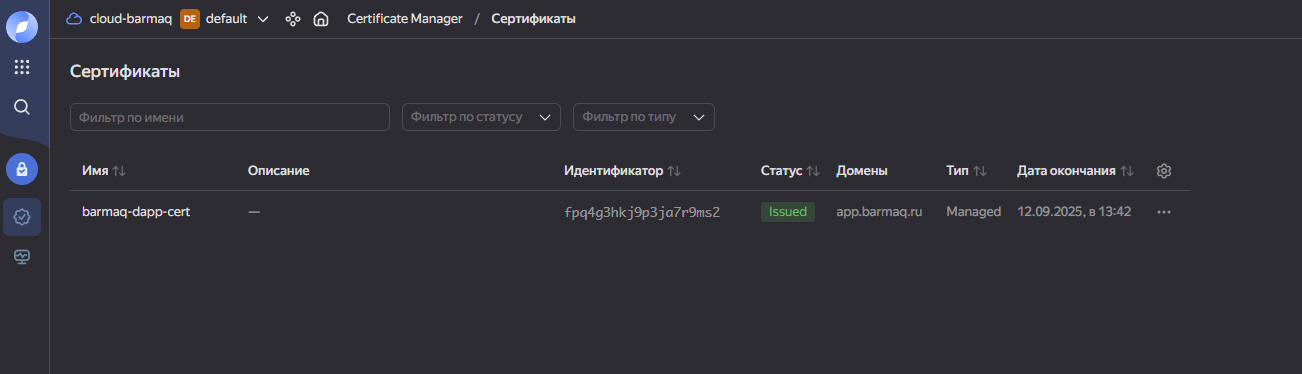 cloud-barmaq DE default Certificate Manager / Сертификаты
Сертификаты
Фильтр по имени Фильтр по статусу Фильтр по типу
Имя Описание Идентификатор Статус Домены Тип Дата окончания
barmaq-dapp-cert — fpq4g3hkj9p3ja7r9ms2 Issued app.barmaq.ru Managed 12.09.2025, в 13:42